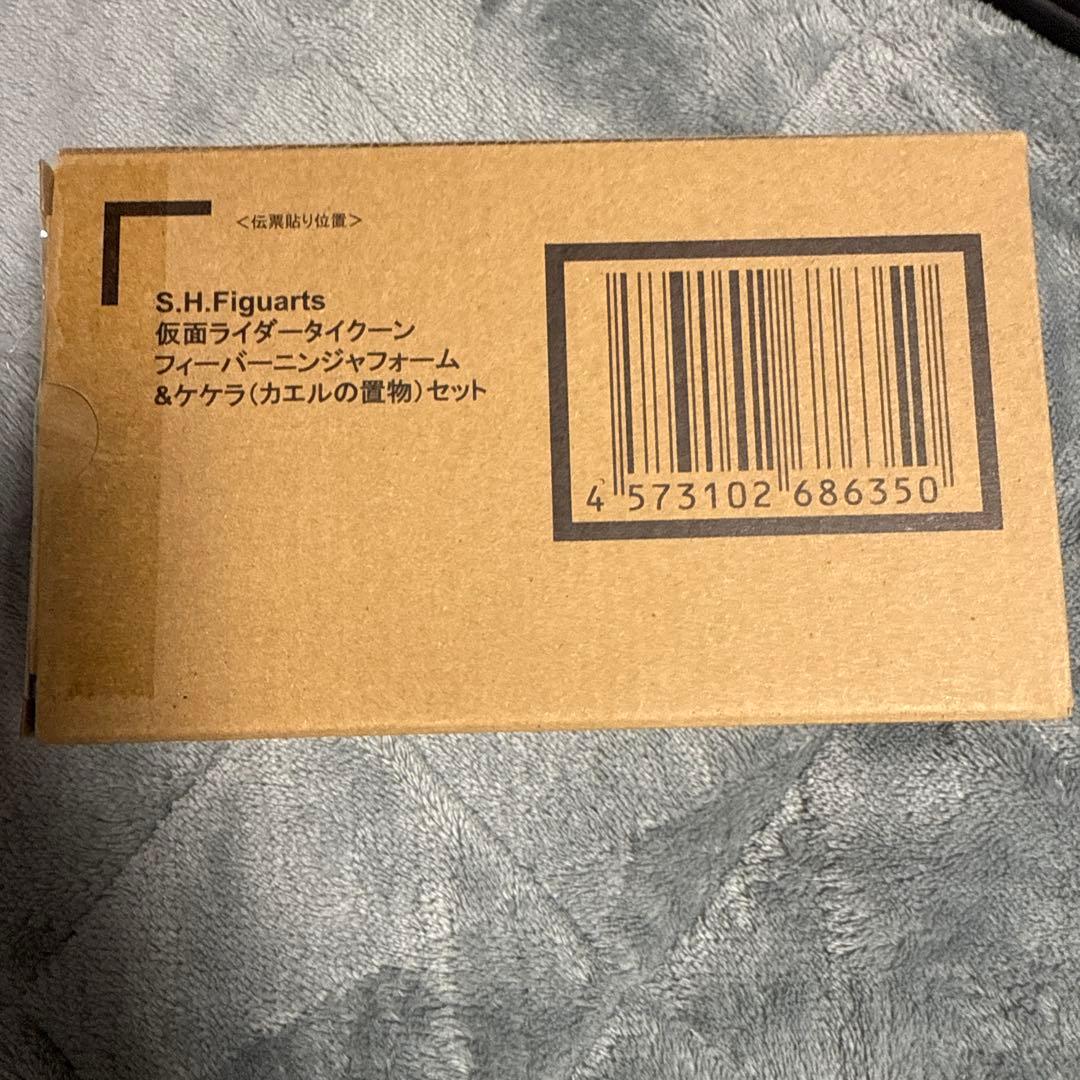 <伝票貼り位置>
S.H.Figuarts
仮面ライダータイクーン
フィーバーニンジャフォーム
&ケケラ(カエルの置物)セット
4 573102 686350